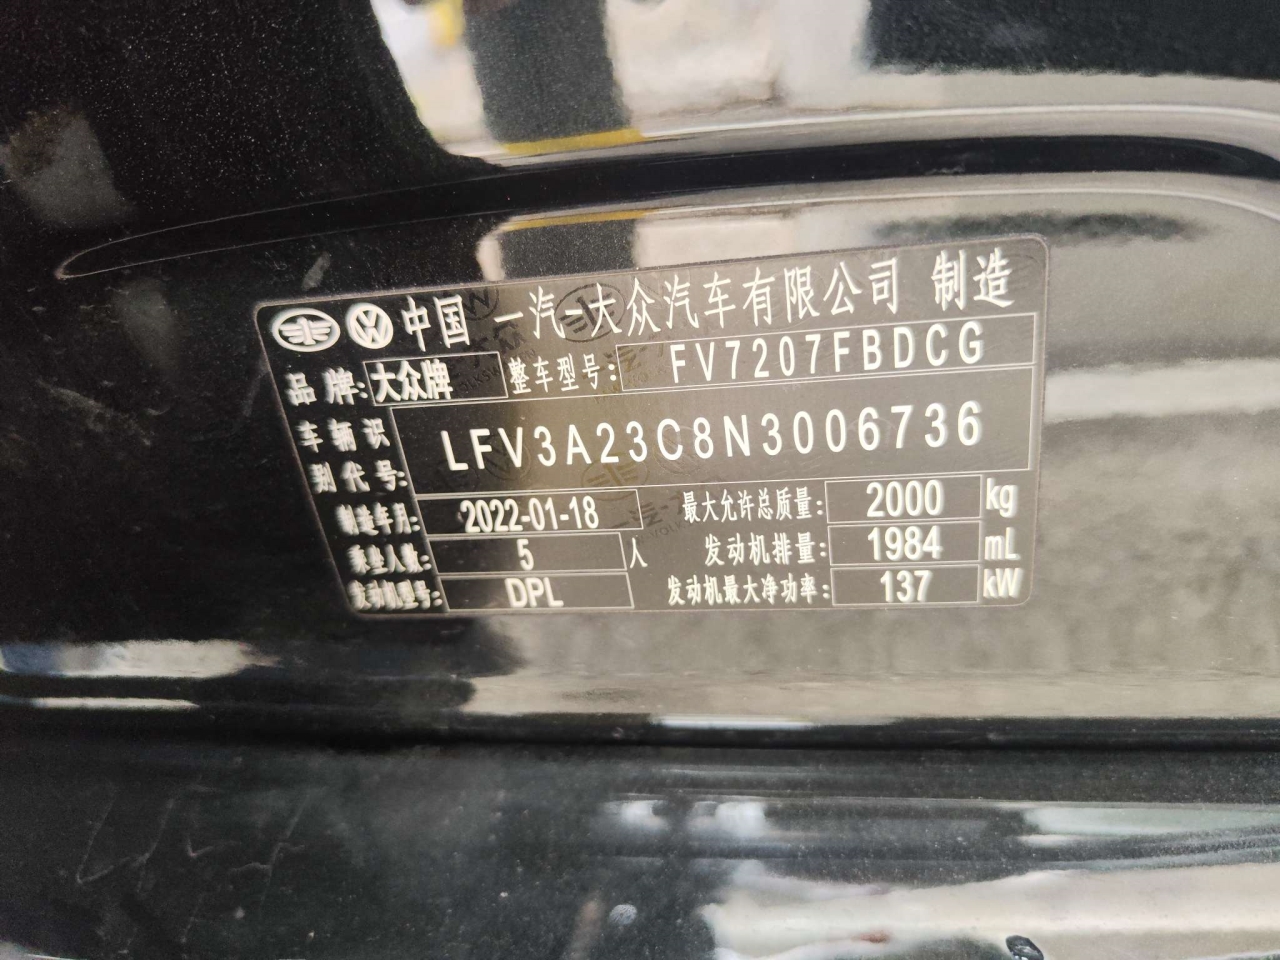 中国 一汽-大众汽车有限公司 制造
品牌: 大众牌 整车型号: FV7207FBDCG
车辆识别代号: LFV3A23C8N3006736
制造年月: 2022-01-18 最大允许总质量: 2000 kg
乘坐人数: 5 人 发动机排量: 1984 mL
发动机型号: DPL 发动机最大净功率: 137 kW